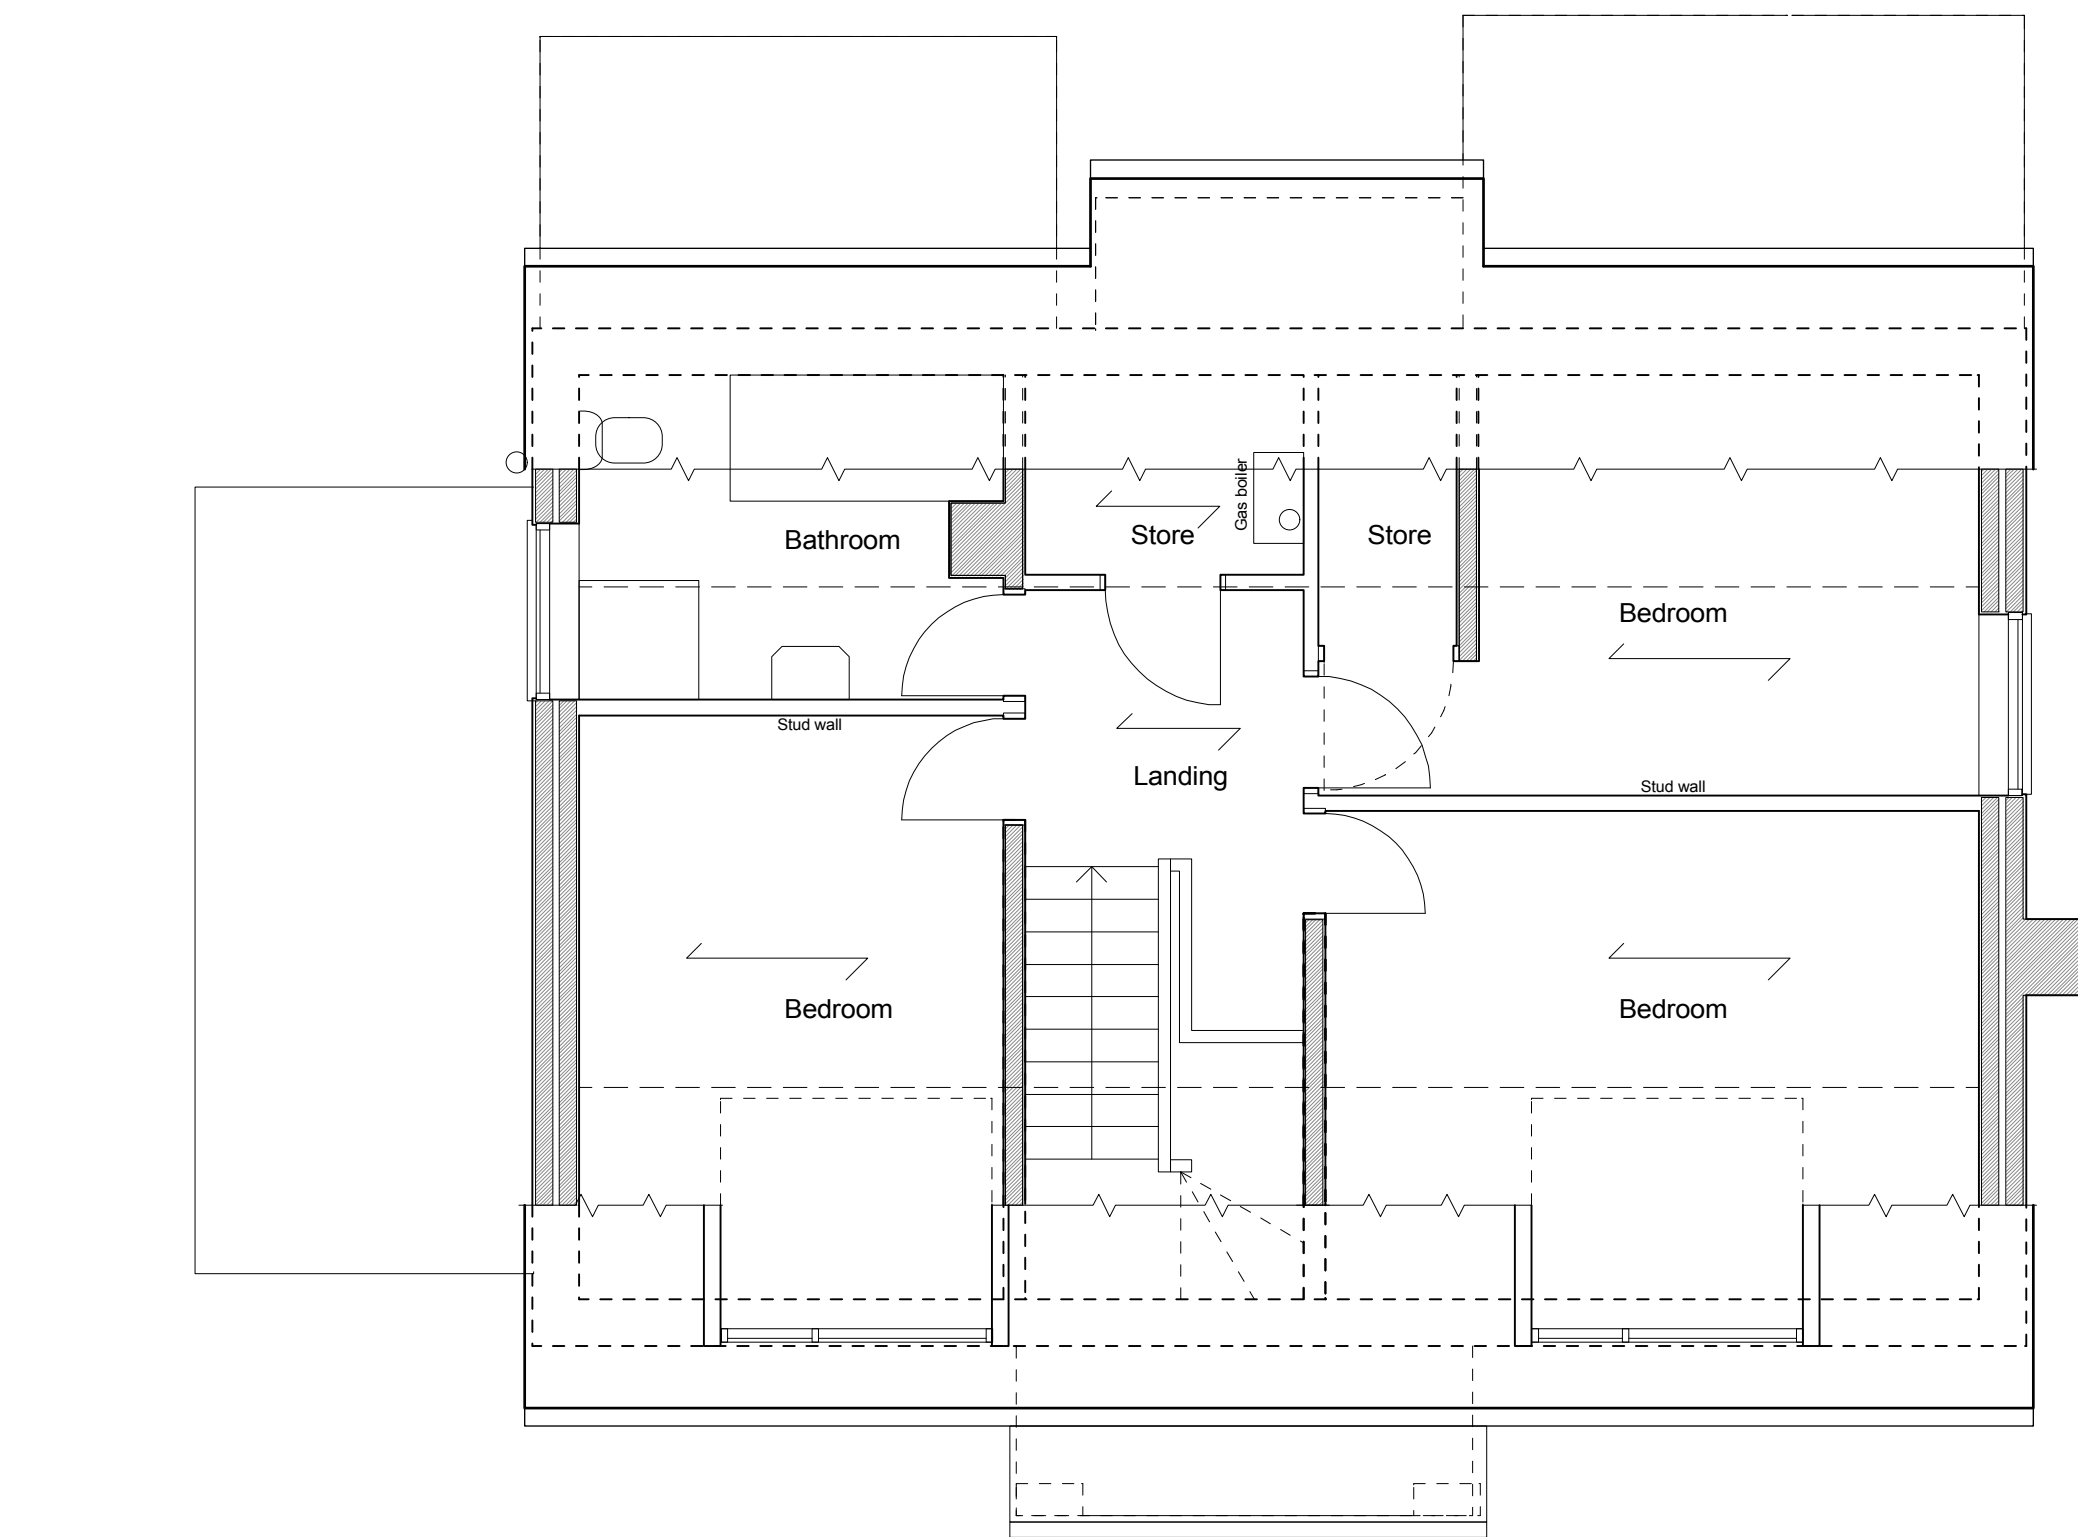 Gas boiler
Bathroom
Store
Store
Bedroom
Stud wall
Landing
Stud wall
Bedroom
Bedroom